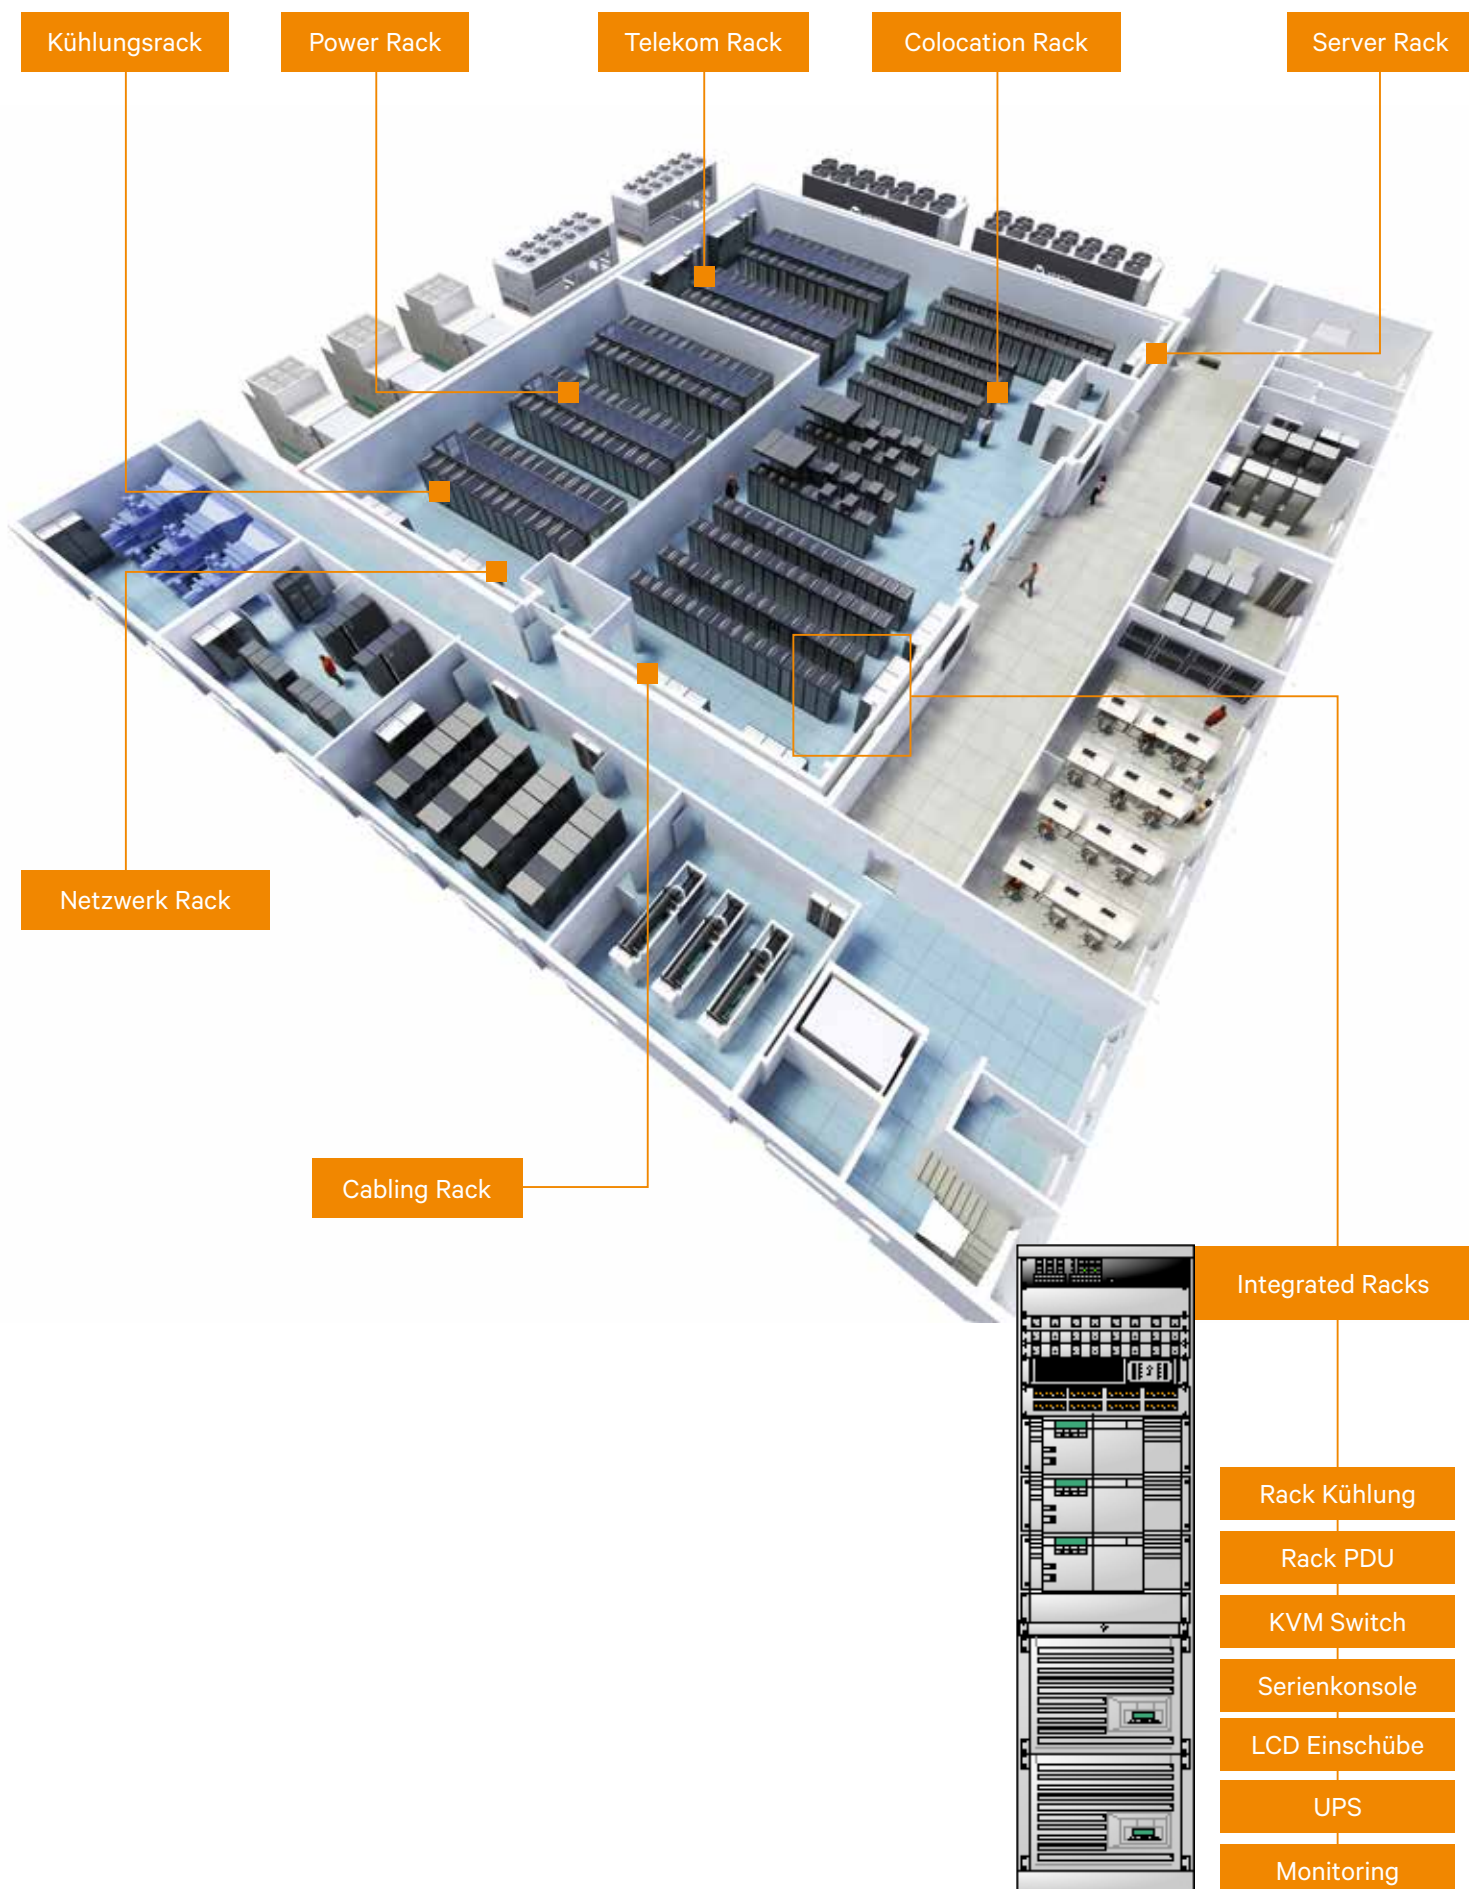 Kühlungsrack
Power Rack
Telekom Rack
Colocation Rack
Server Rack
Netzwerk Rack
Cabling Rack
Integrated Racks
Rack Kühlung
Rack PDU
KVM Switch
Serienkonsole
LCD Einschübe
UPS
Monitoring